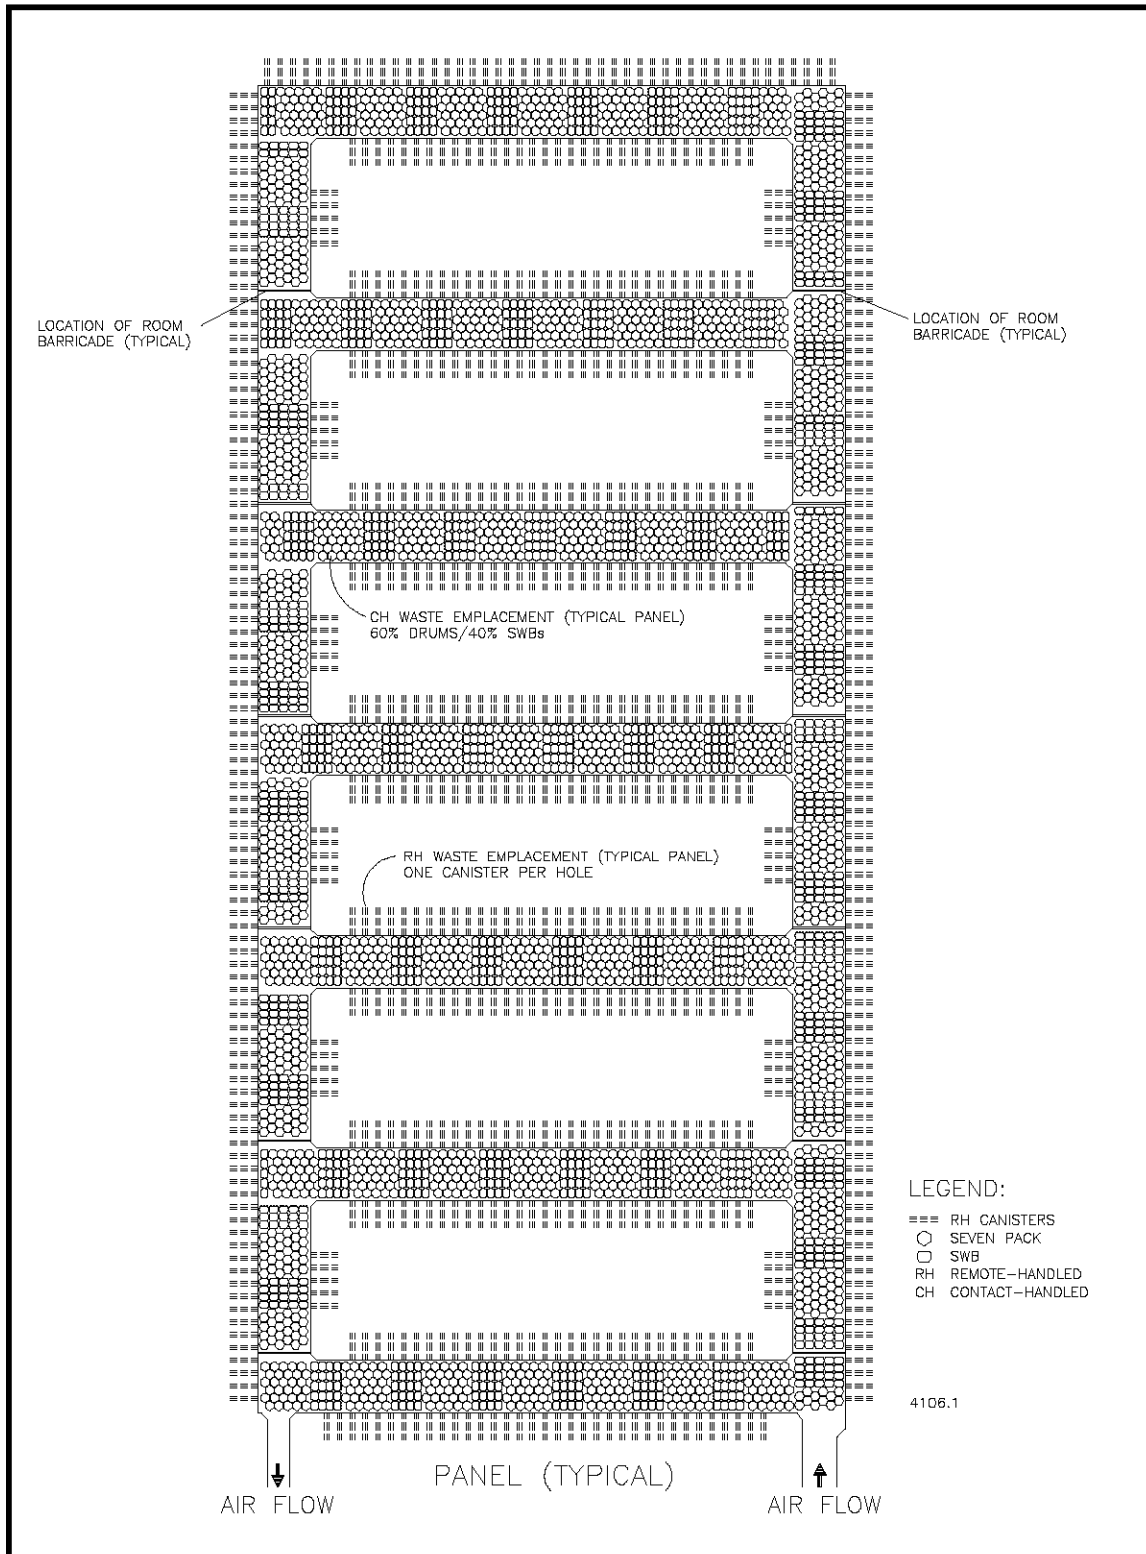 LOCATION OF ROOM
BARRICADE (TYPICAL)
LOCATION OF ROOM
BARRICADE (TYPICAL)
CH WASTE EMPLACEMENT (TYPICAL PANEL)
60% DRUMS/40% SWBs
RH WASTE EMPLACEMENT (TYPICAL PANEL)
ONE CANISTER PER HOLE
LEGEND:
RH CANISTERS
SEVEN PACK
SWB
RH REMOTE-HANDLED
CH CONTACT-HANDLED
4106.1
PANEL (TYPICAL)
AIR FLOW
AIR FLOW